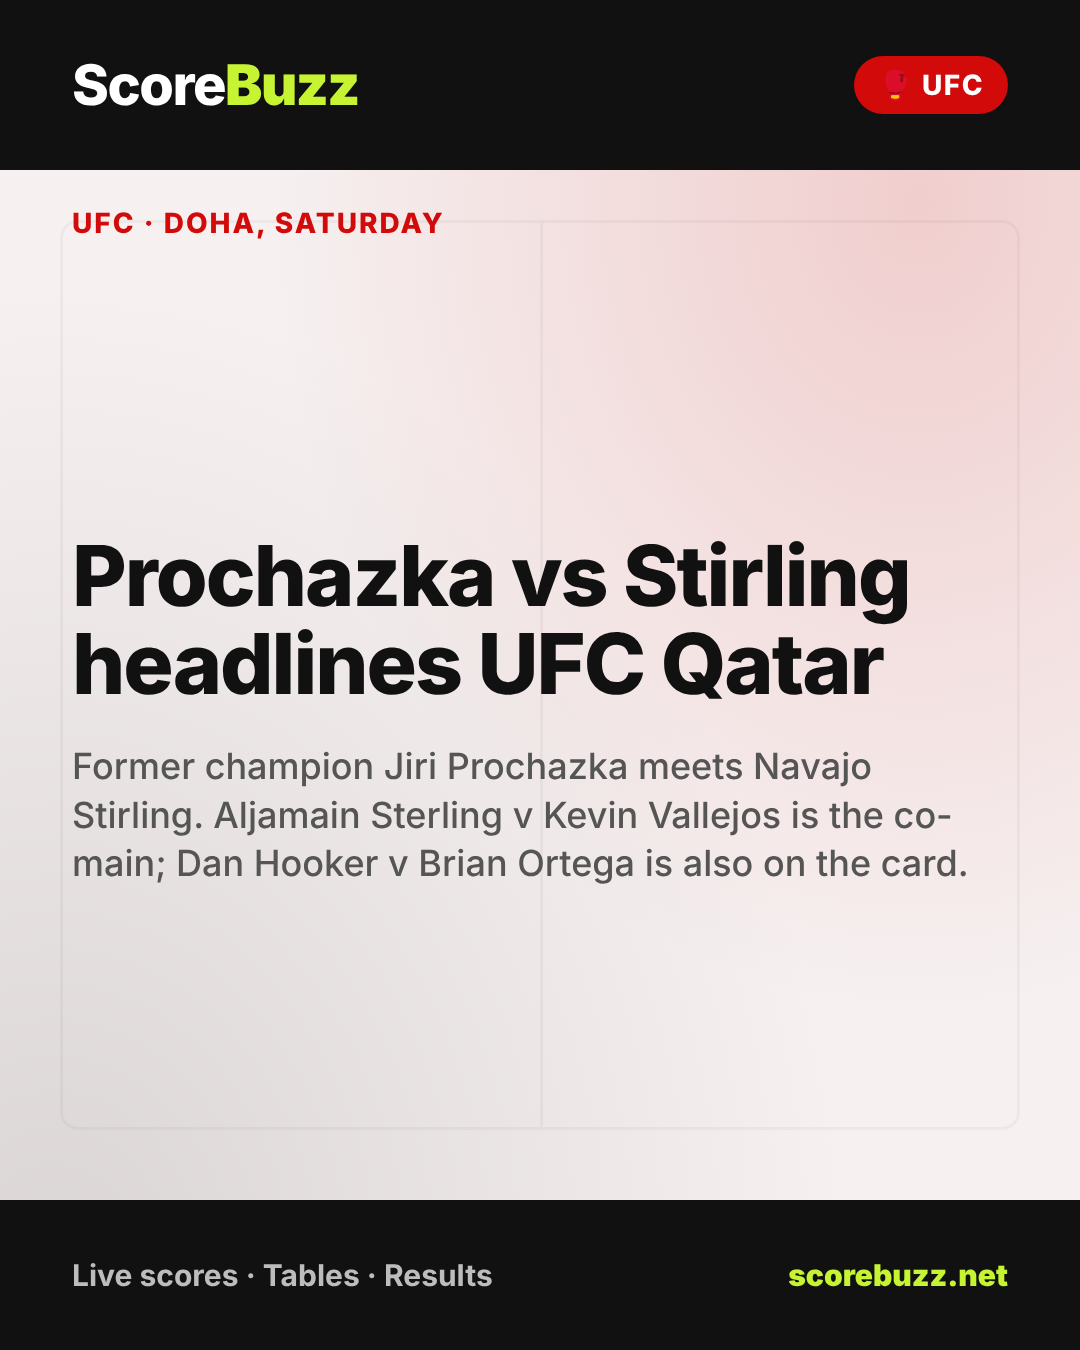 ScoreBuzz
UFC
UFC · DOHA, SATURDAY
Prochazka vs Stirling
headlines UFC Qatar
Former champion Jiri Prochazka meets Navajo
Stirling. Aljamain Sterling v Kevin Vallejos is the co-
main; Dan Hooker v Brian Ortega is also on the card.
Live scores · Tables · Results
scorebuzz.net